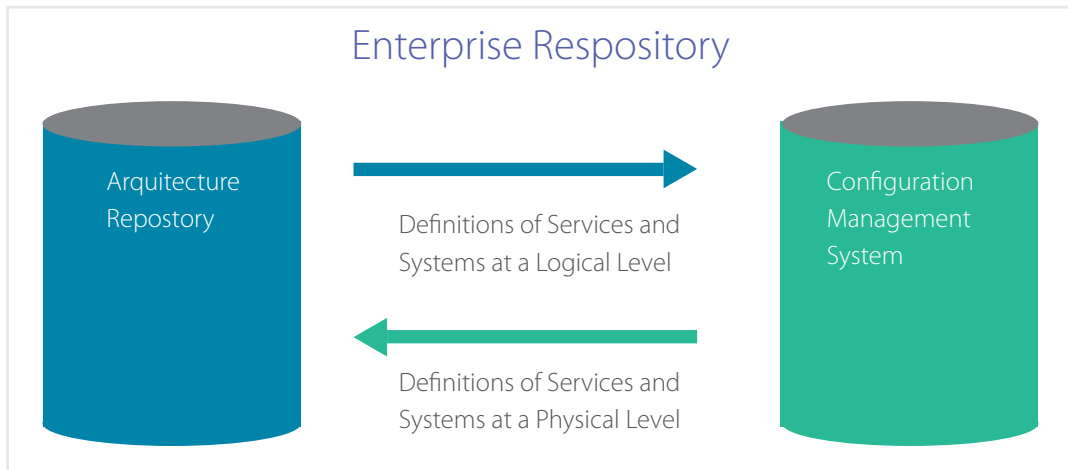 Enterprise Respository
Arquitecture
Repostory
Definitions of Services and
Systems at a Logical Level
Configuration
Management
System
Definitions of Services and
Systems at a Physical Level